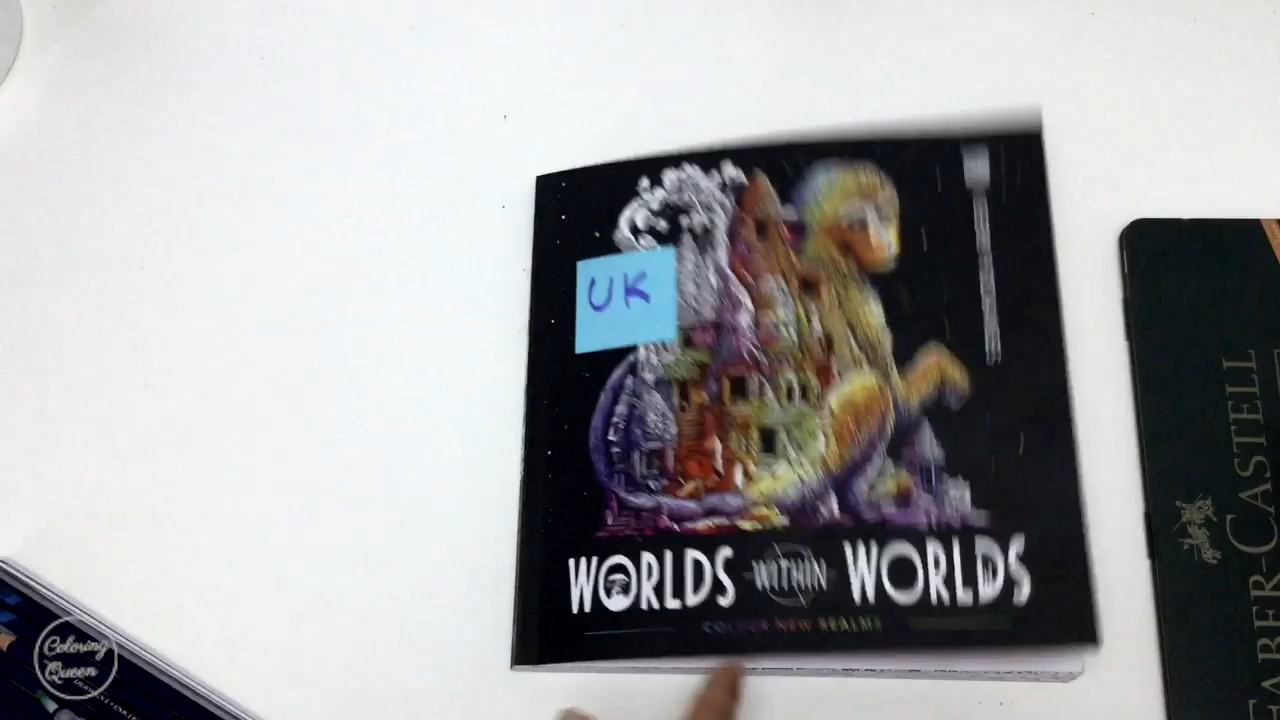 UK
WORLDS WITHIN WORLDS
COLOUR NEW REALMS
FABER-CASTELL
Coloring
Queen